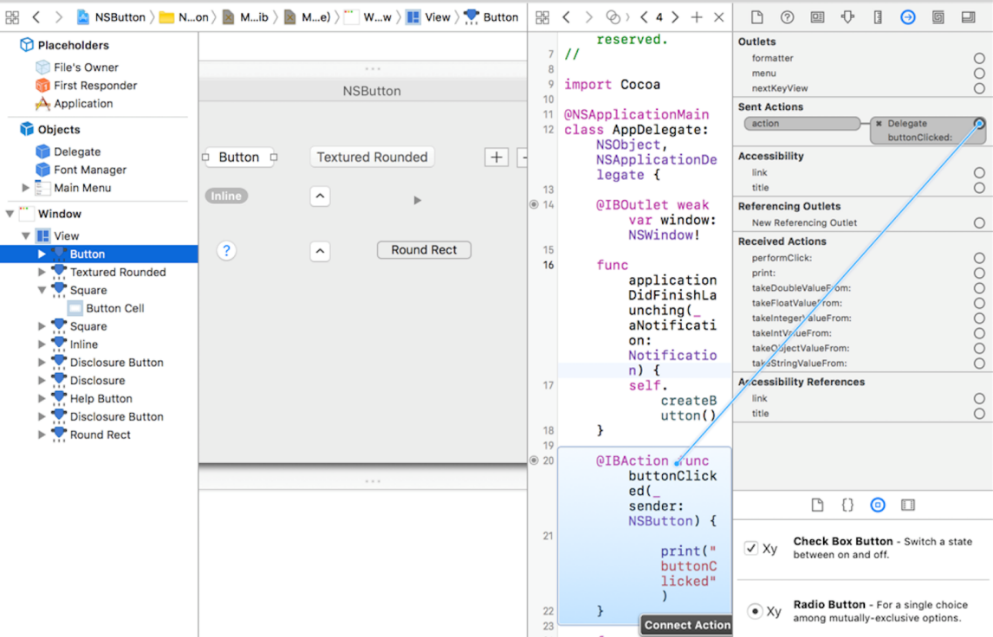 NSButton
N...on
M...ib
M...e)
W...w
View
Button
4
Placeholders
File's Owner
First Responder
Application
Objects
Delegate
Font Manager
Main Menu
Window
View
Button
Textured Rounded
Square
Button Cell
Square
Inline
Disclosure Button
Disclosure
Help Button
Disclosure Button
Round Rect
NSButton
Button
Textured Rounded
+
Inline
?
Round Rect
reserved.
7 //
8
9 import Cocoa
10
11 @NSApplicationMain
12 class AppDelegate:
NSObject,
NSApplicationDe
legate {
13
14 @IBOutlet weak
var window:
NSWindow!
15
16 func
application
DidFinishLa
unching(_
aNotificati
on:
Notificatio
n) {
17 self.
createB
utton()
18 }
19
20 @IBAction func
buttonClick
ed(_
sender:
NSButton) {
21
print("
buttonC
licked"
)
22 }
23
Connect Action
Outlets
formatter
menu
nextKeyView
Sent Actions
action
Delegate
buttonClicked:
Accessibility
link
title
Referencing Outlets
New Referencing Outlet
Received Actions
performClick:
print:
takeDoubleValueFrom:
takeFloatValueFrom:
takeIntegerValueFrom:
takeIntValueFrom:
takeObjectValueFrom:
takeStringValueFrom:
Accessibility References
link
title
Xy
Check Box Button - Switch a state
between on and off.
Xy
Radio Button - For a single choice
among mutually-exclusive options.